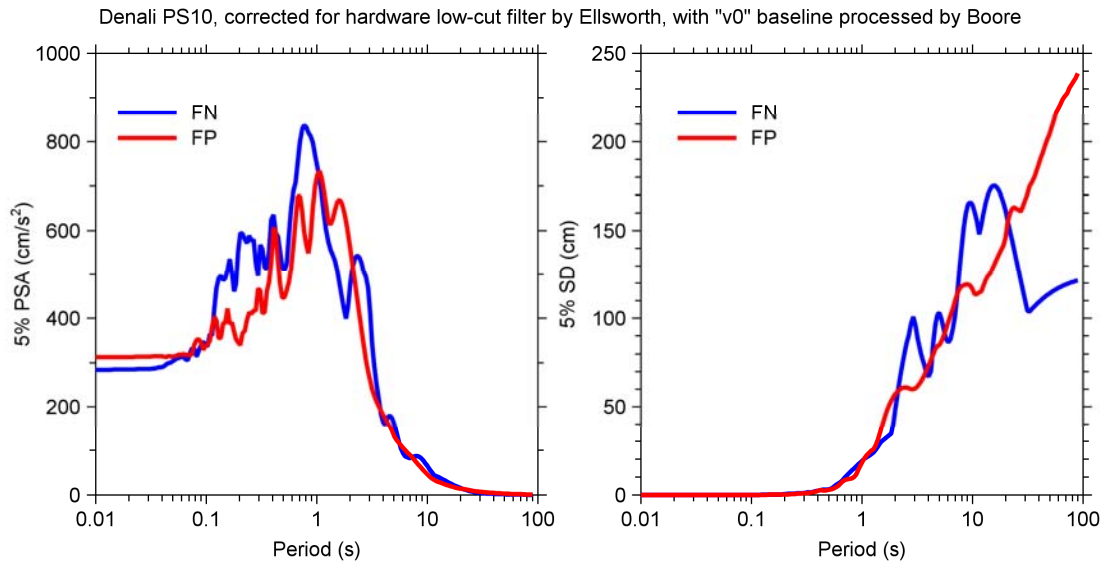 Denali PS10, corrected for hardware low-cut filter by Ellsworth, with "v0" baseline processed by Boore
5% PSA (cm/s²)
1000
800
600
400
200
0
FN
FP
0.01
0.1
1
10
100
Period (s)
5% SD (cm)
250
200
150
100
50
0
FN
FP
0.01
0.1
1
10
100
Period (s)